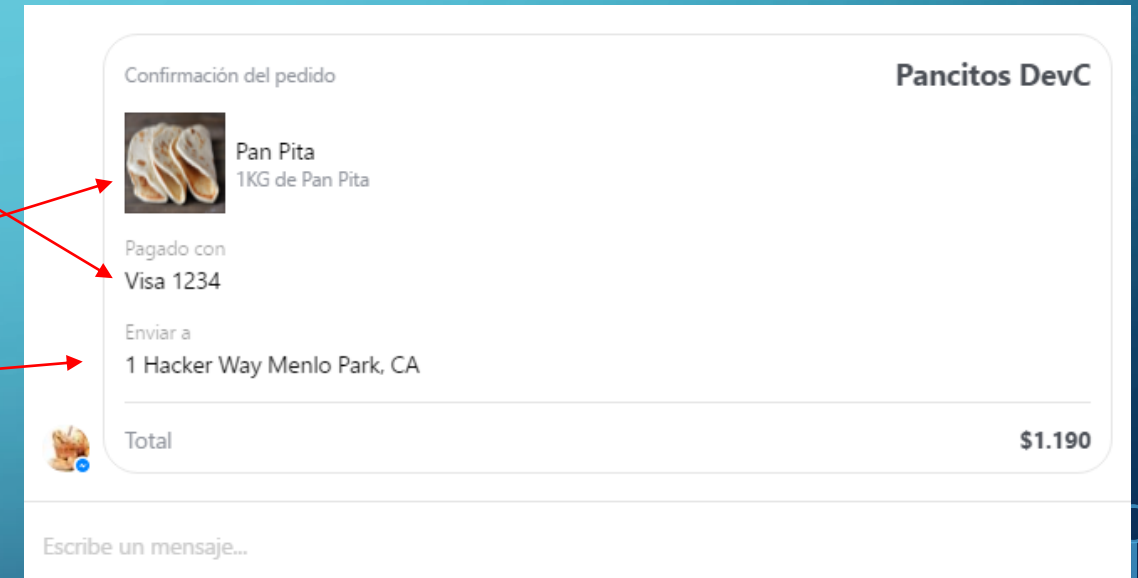 Confirmación del pedido
Pancitos DevC
Pan Pita
1KG de Pan Pita
Pagado con
Visa 1234
Enviar a
1 Hacker Way Menlo Park, CA
Total $1.190
Escribe un mensaje...